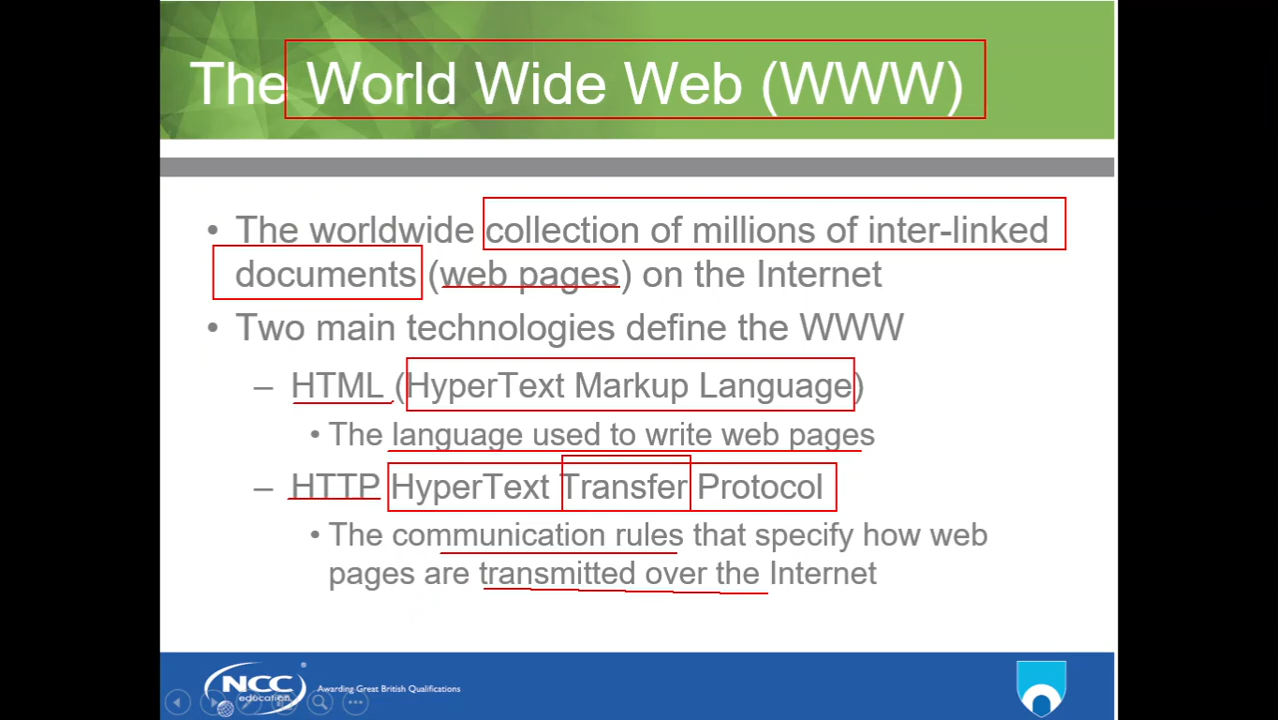 The World Wide Web (WWW)
• The worldwide collection of millions of inter-linked
documents (web pages) on the Internet
• Two main technologies define the WWW
– HTML (HyperText Markup Language)
• The language used to write web pages
– HTTP HyperText Transfer Protocol
• The communication rules that specify how web
pages are transmitted over the Internet
NCC
education
Awarding Great British Qualifications